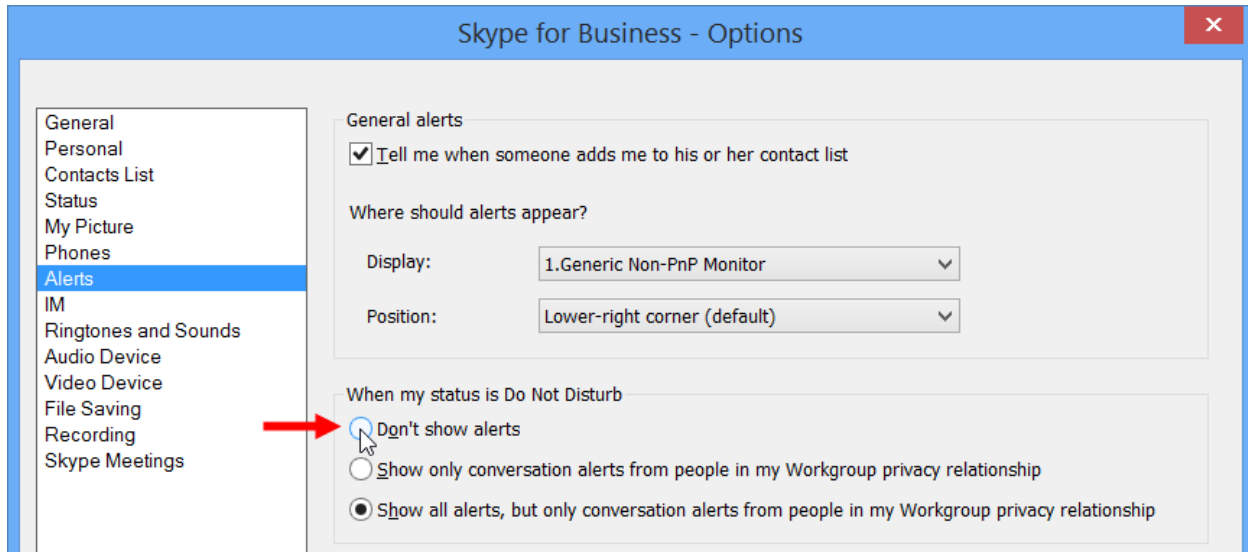 Skype for Business - Options
General
Personal
Contacts List
Status
My Picture
Phones
Alerts
IM
Ringtones and Sounds
Audio Device
Video Device
File Saving
Recording
Skype Meetings
General alerts
Tell me when someone adds me to his or her contact list
Where should alerts appear?
Display: 1.Generic Non-PnP Monitor
Position: Lower-right corner (default)
When my status is Do Not Disturb
Don't show alerts
Show only conversation alerts from people in my Workgroup privacy relationship
Show all alerts, but only conversation alerts from people in my Workgroup privacy relationship